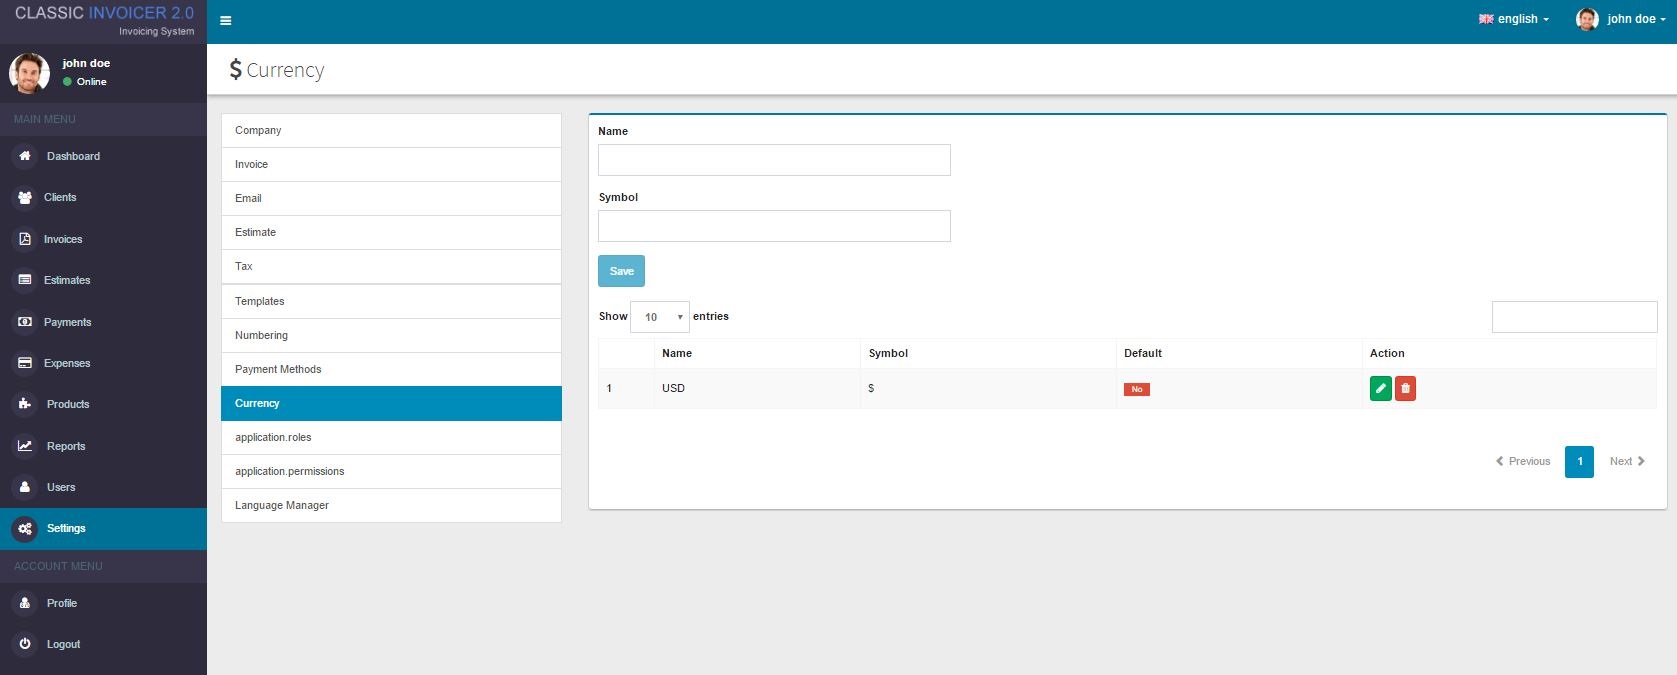 CLASSIC INVOICER 2.0
Invoicing System
english
john doe
john doe
Online
$ Currency
MAIN MENU
Dashboard
Clients
Invoices
Estimates
Payments
Expenses
Products
Reports
Users
Settings
ACCOUNT MENU
Profile
Logout
Company
Invoice
Email
Estimate
Tax
Templates
Numbering
Payment Methods
Currency
application.roles
application.permissions
Language Manager
Name
Symbol
Save
Show 10 entries
Name Symbol Default Action
1 USD $ No
Previous 1 Next